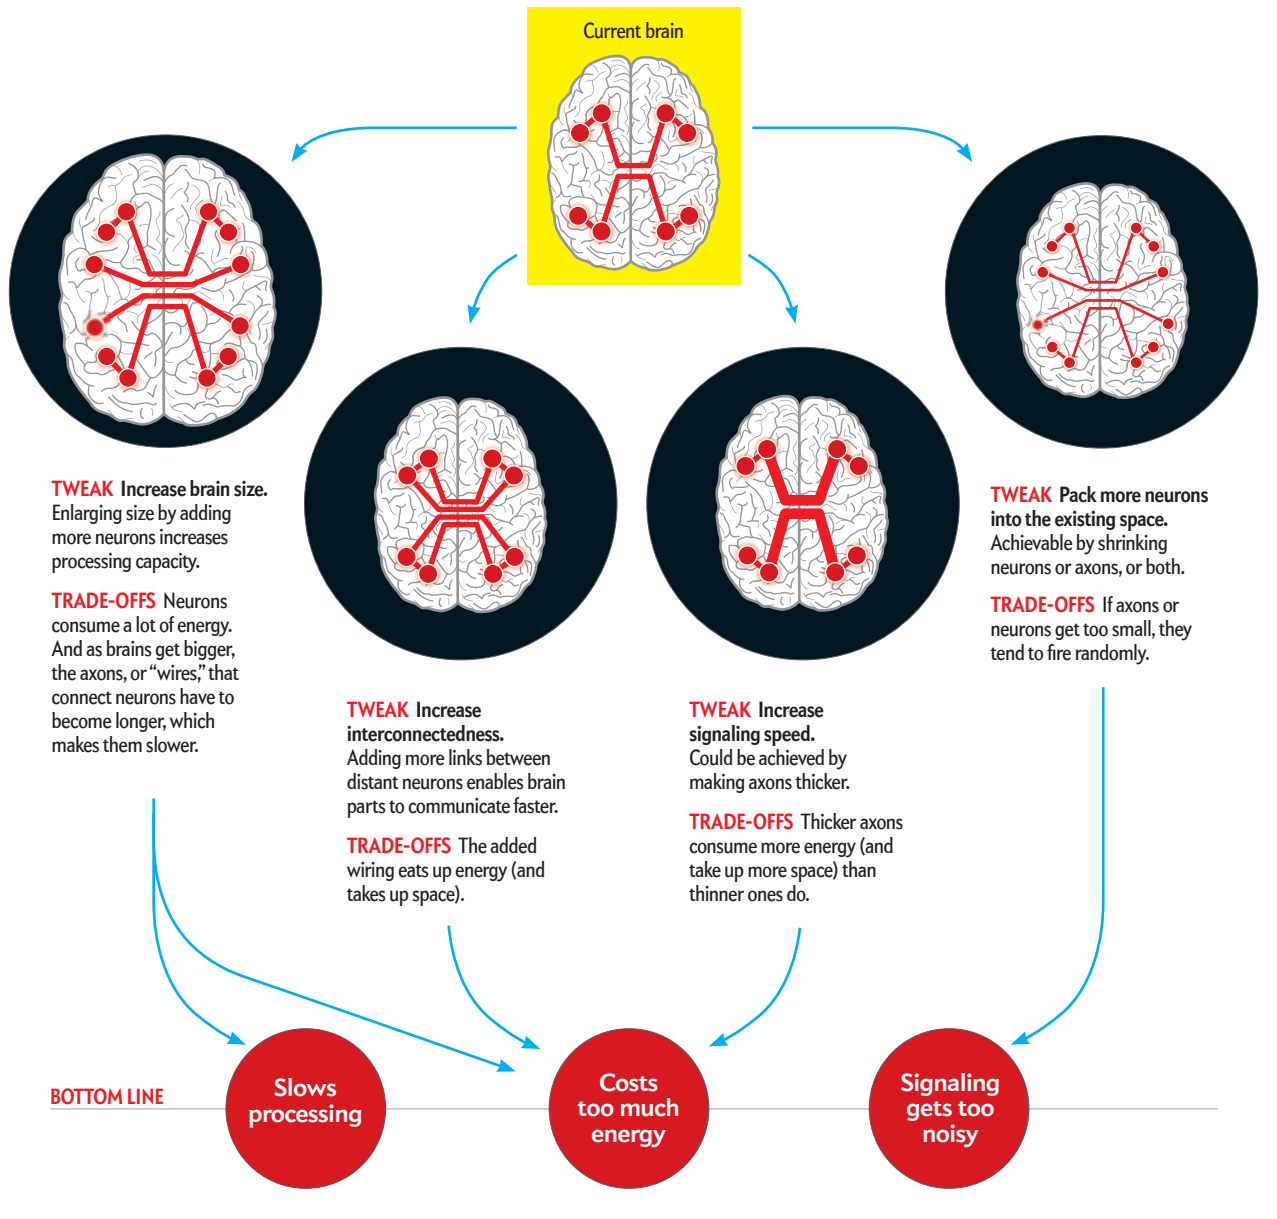 Current brain
TWEAK Increase brain size.
Enlarging size by adding
more neurons increases
processing capacity.
TRADE-OFFS Neurons
consume a lot of energy.
And as brains get bigger,
the axons, or “wires,” that
connect neurons have to
become longer, which
makes them slower.
TWEAK Increase
interconnectedness.
Adding more links between
distant neurons enables brain
parts to communicate faster.
TRADE-OFFS The added
wiring eats up energy (and
takes up space).
TWEAK Increase
signaling speed.
Could be achieved by
making axons thicker.
TRADE-OFFS Thicker axons
consume more energy (and
take up more space) than
thinner ones do.
TWEAK Pack more neurons
into the existing space.
Achievable by shrinking
neurons or axons, or both.
TRADE-OFFS If axons or
neurons get too small, they
tend to fire randomly.
BOTTOM LINE
Slows
processing
Costs
too much
energy
Signaling
gets too
noisy